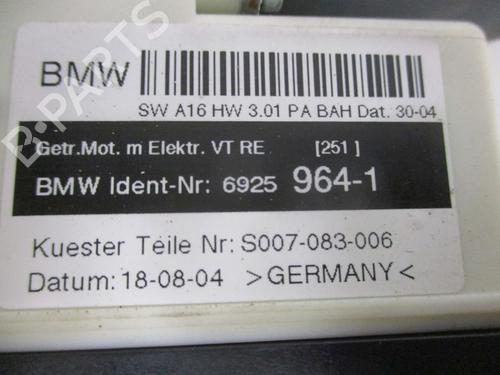 BMW
SW A16 HW 3.01 PA BAH Dat. 30-04
Getr.Mot. m Elektr. VT RE [251]
BMW Ident-Nr: 6925 964-1
Kuester Teile Nr: S007-083-006
Datum: 18-08-04 >GERMANY<
B-PARTS